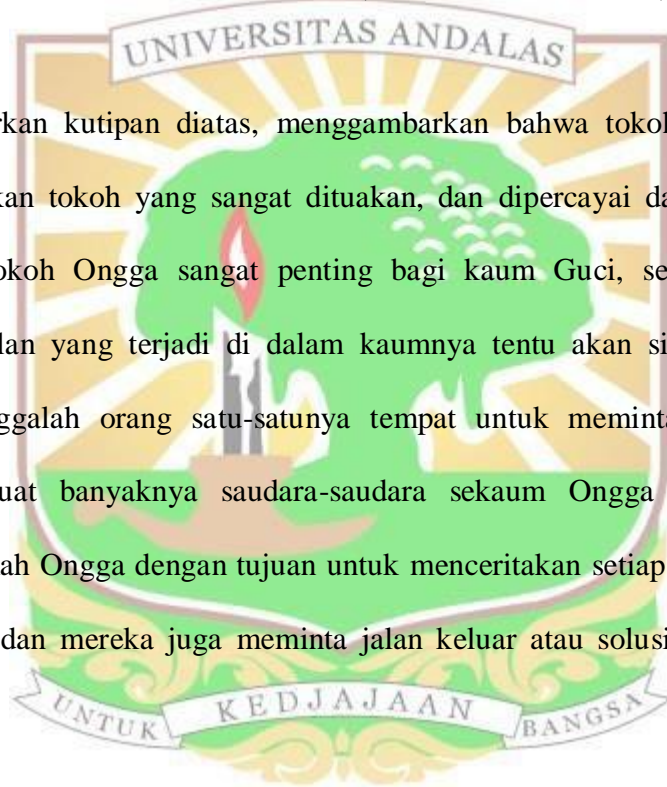 UNIVERSITAS ANDALAS
rkan kutipan diatas, menggambarkan bahwa tokoh
kan tokoh yang sangat dituakan, dan dipercayai da
okoh Ongga sangat penting bagi kaum Guci, se
lan yang terjadi di dalam kaumnya tentu akan si
nggalah orang satu-satunya tempat untuk meminta
uat banyaknya saudara-saudara sekaum Ongga
ah Ongga dengan tujuan untuk menceritakan setiap
dan mereka juga meminta jalan keluar atau solusi
UNTUK KEDJAJAAN BANGSA